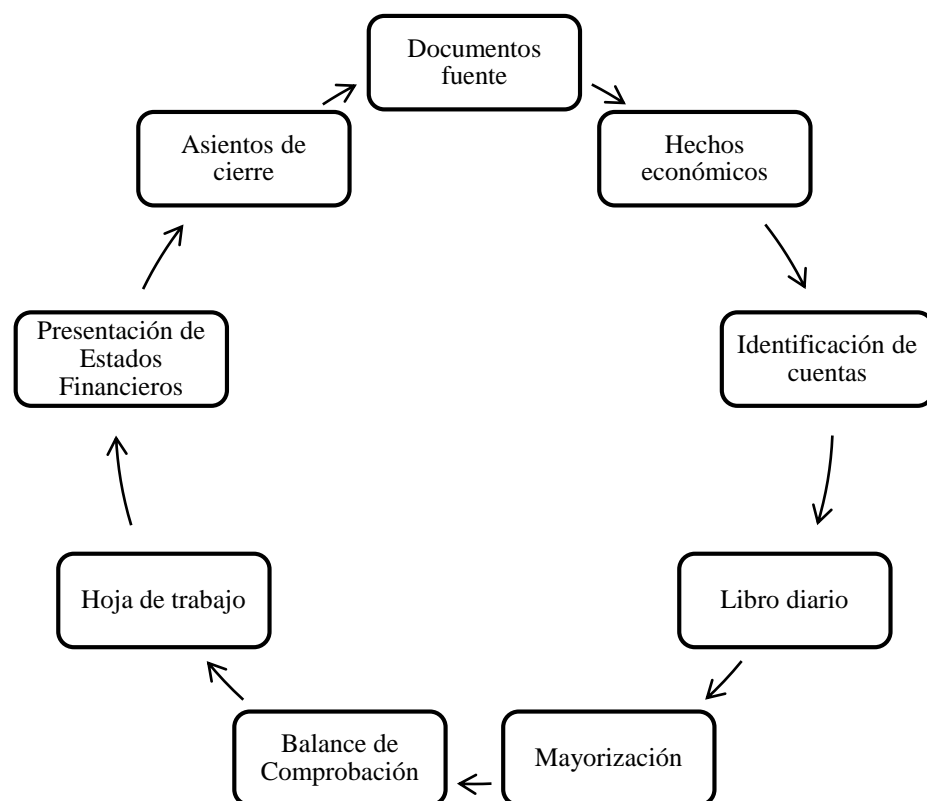 Documentos
fuente
Hechos
económicos
Identificación de
cuentas
Libro diario
Mayorización
Balance de
Comprobación
Hoja de trabajo
Presentación de
Estados
Financieros
Asientos de
cierre